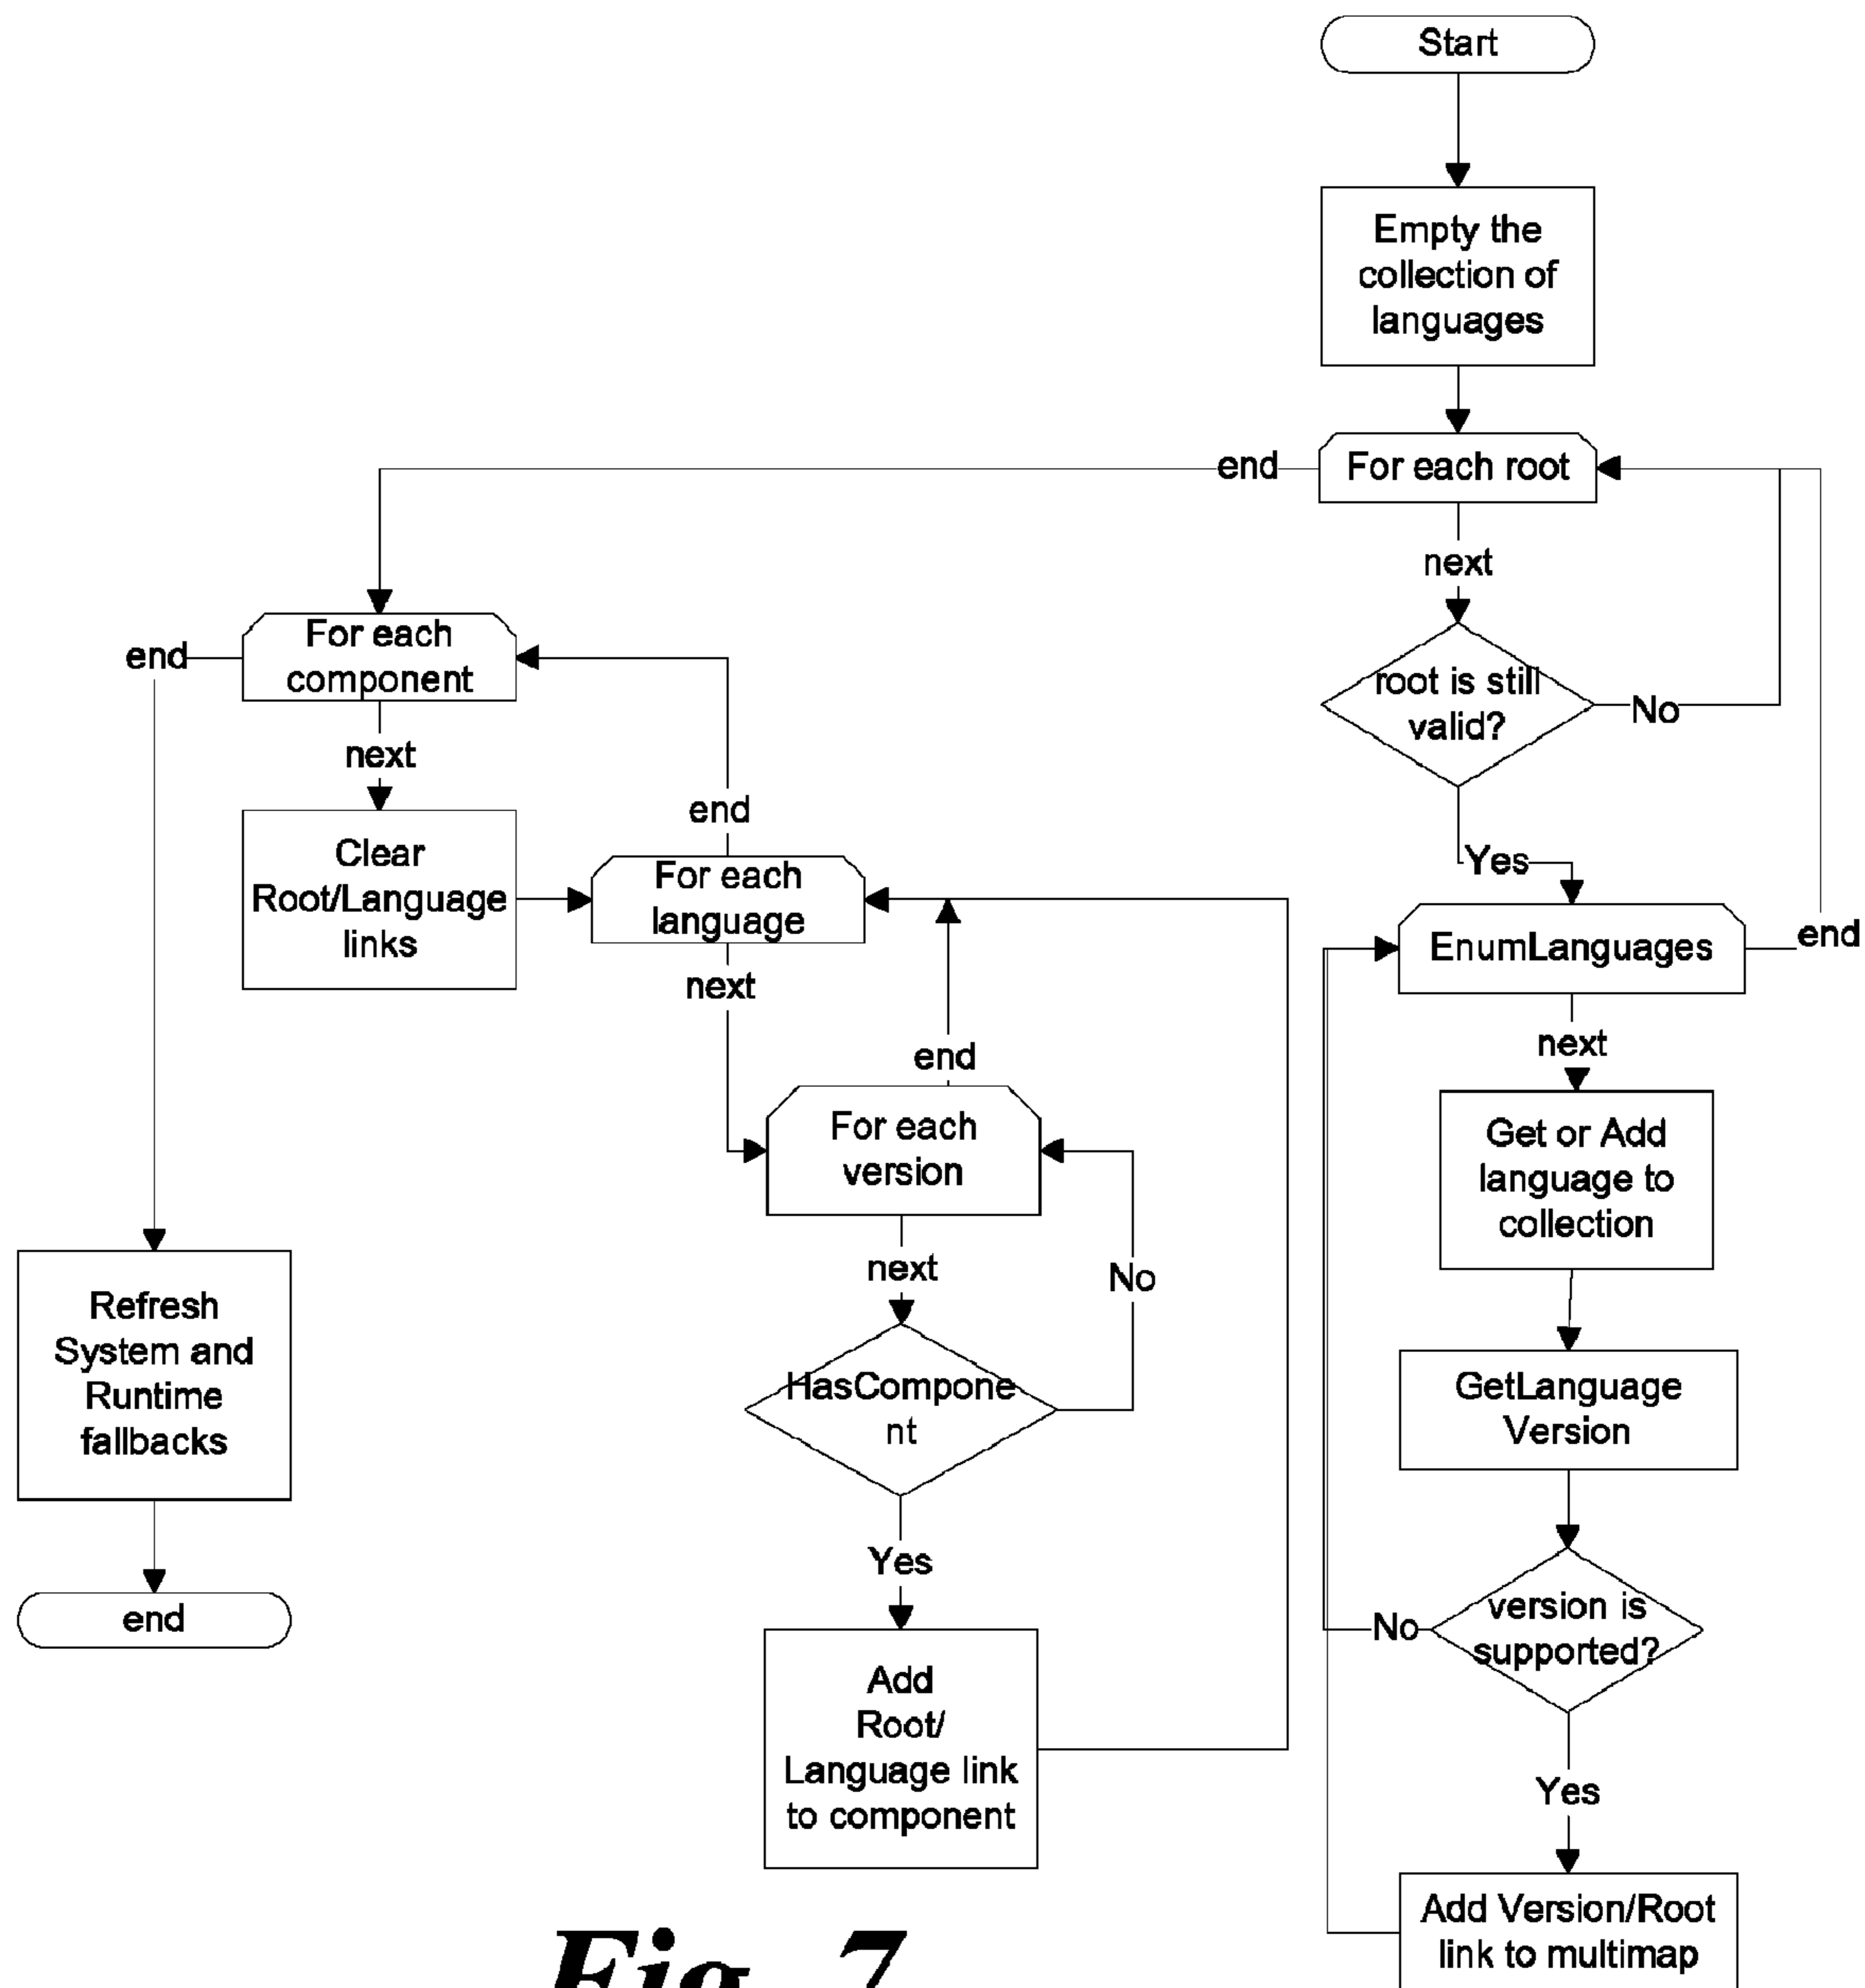 Start
Empty the
collection of
languages
end
For each root
next
root is still
valid?
No
Yes
EnumLanguages
end
next
Get or Add
language to
collection
GetLanguage
Version
version is
supported?
No
Yes
Add Version/Root
link to multimap
end
For each
component
next
Clear
Root/Language
links
end
For each
language
next
end
For each
version
next
No
HasCompone
nt
Yes
Add
Root/
Language link
to component
Refresh
System and
Runtime
fallbacks
end
Fig. 7